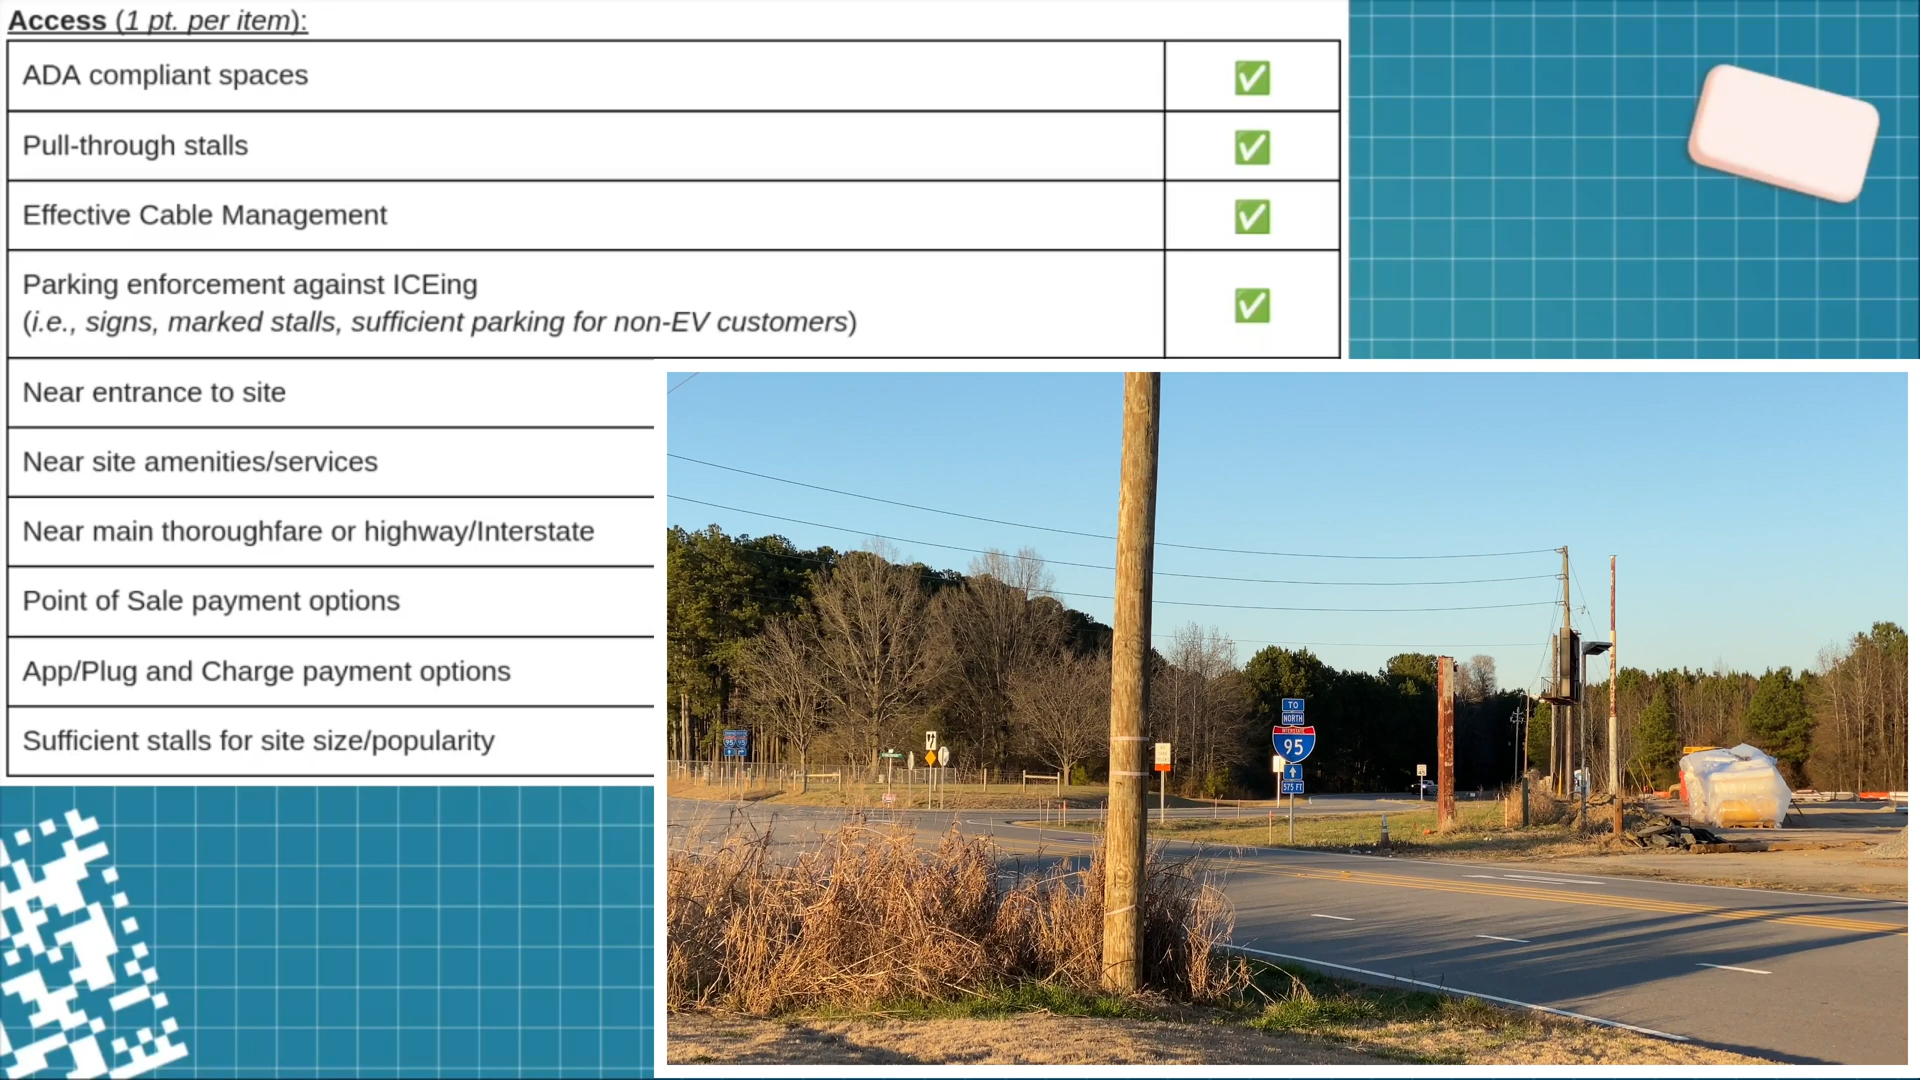 Access (1 pt. per item):
ADA compliant spaces
✅
Pull-through stalls
✅
Effective Cable Management
✅
Parking enforcement against ICEing
(i.e., signs, marked stalls, sufficient parking for non-EV customers)
✅
Near entrance to site
Near site amenities/services
Near main thoroughfare or highway/Interstate
Point of Sale payment options
App/Plug and Charge payment options
Sufficient stalls for site size/popularity
TO
NORTH
INTERSTATE
95
575 FT